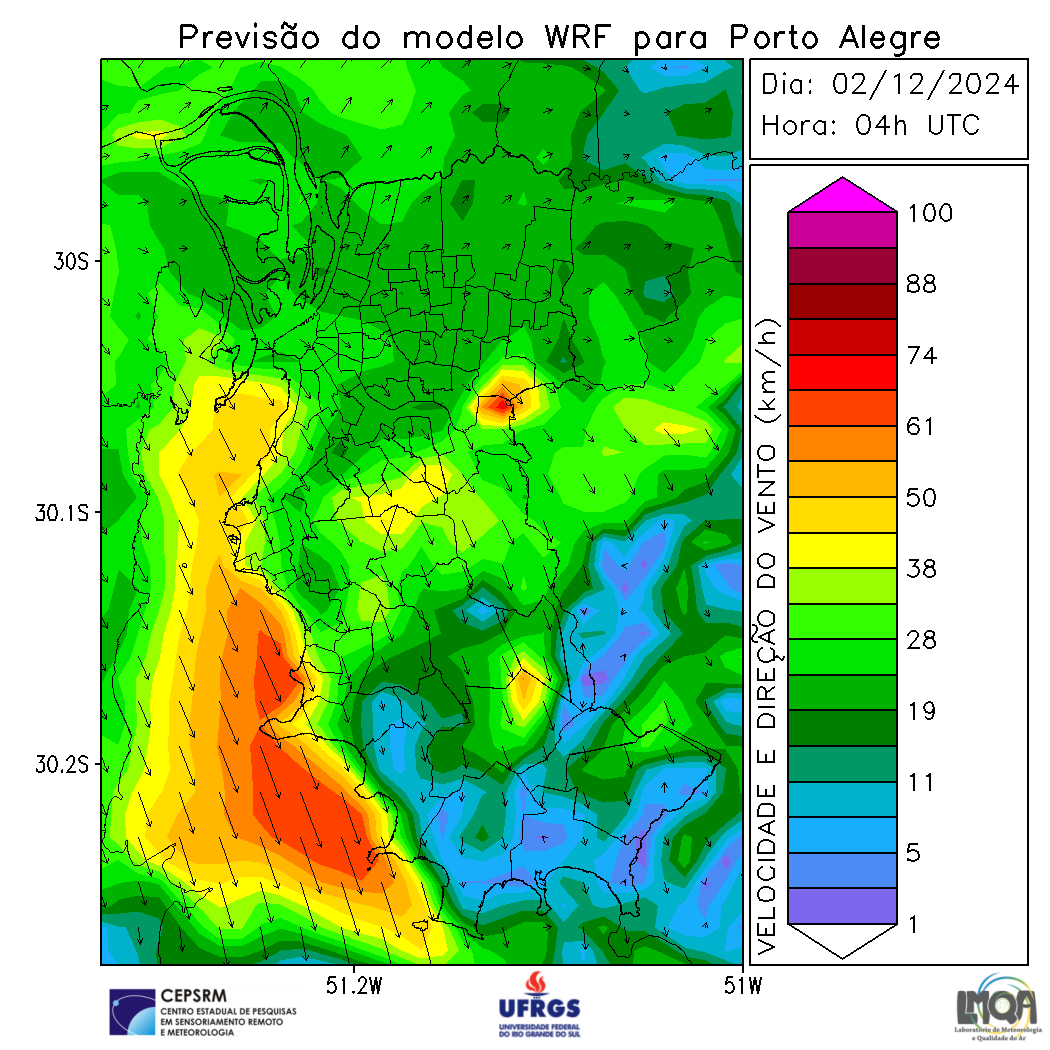 Previsão do modelo WRF para Porto Alegre
Dia: 02/12/2024
Hora: 04h UTC
30S
30.1S
30.2S
51.2W
51W
VELOCIDADE E DIREÇÃO DO VENTO (km/h)
100
88
74
61
50
38
28
19
11
5
1
CEPSRM
CENTRO ESTADUAL DE PESQUISAS
EM SENSORIAMENTO REMOTO
E METEOROLOGIA
UFRGS
UNIVERSIDADE FEDERAL
DO RIO GRANDE DO SUL
LMQA
Laboratório de Meteorologia
e Qualidade do Ar